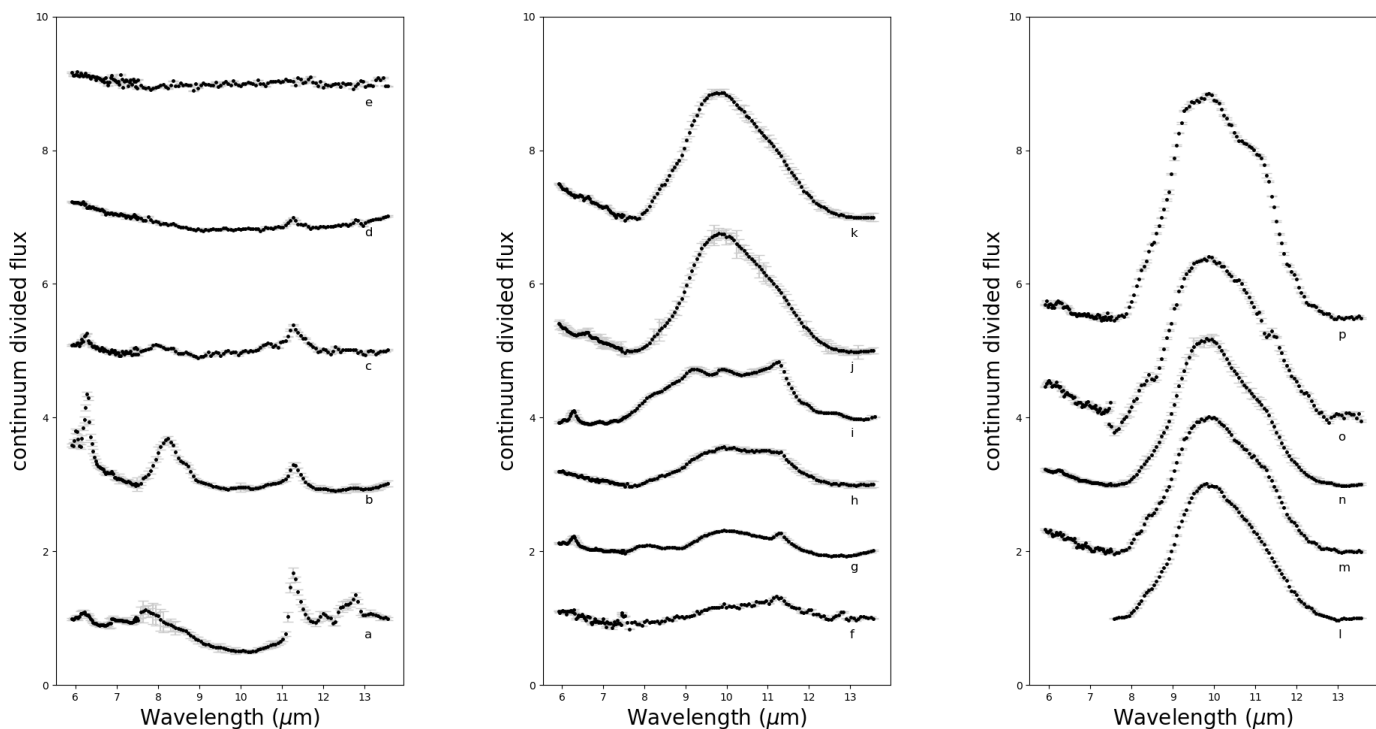 10
8
6
4
2
0
continuum divided flux
e
d
c
b
a
6 7 8 9 10 11 12 13
Wavelength (μm)
10
8
6
4
2
0
continuum divided flux
k
j
i
h
g
f
6 7 8 9 10 11 12 13
Wavelength (μm)
10
8
6
4
2
0
continuum divided flux
p
o
n
m
l
6 7 8 9 10 11 12 13
Wavelength (μm)